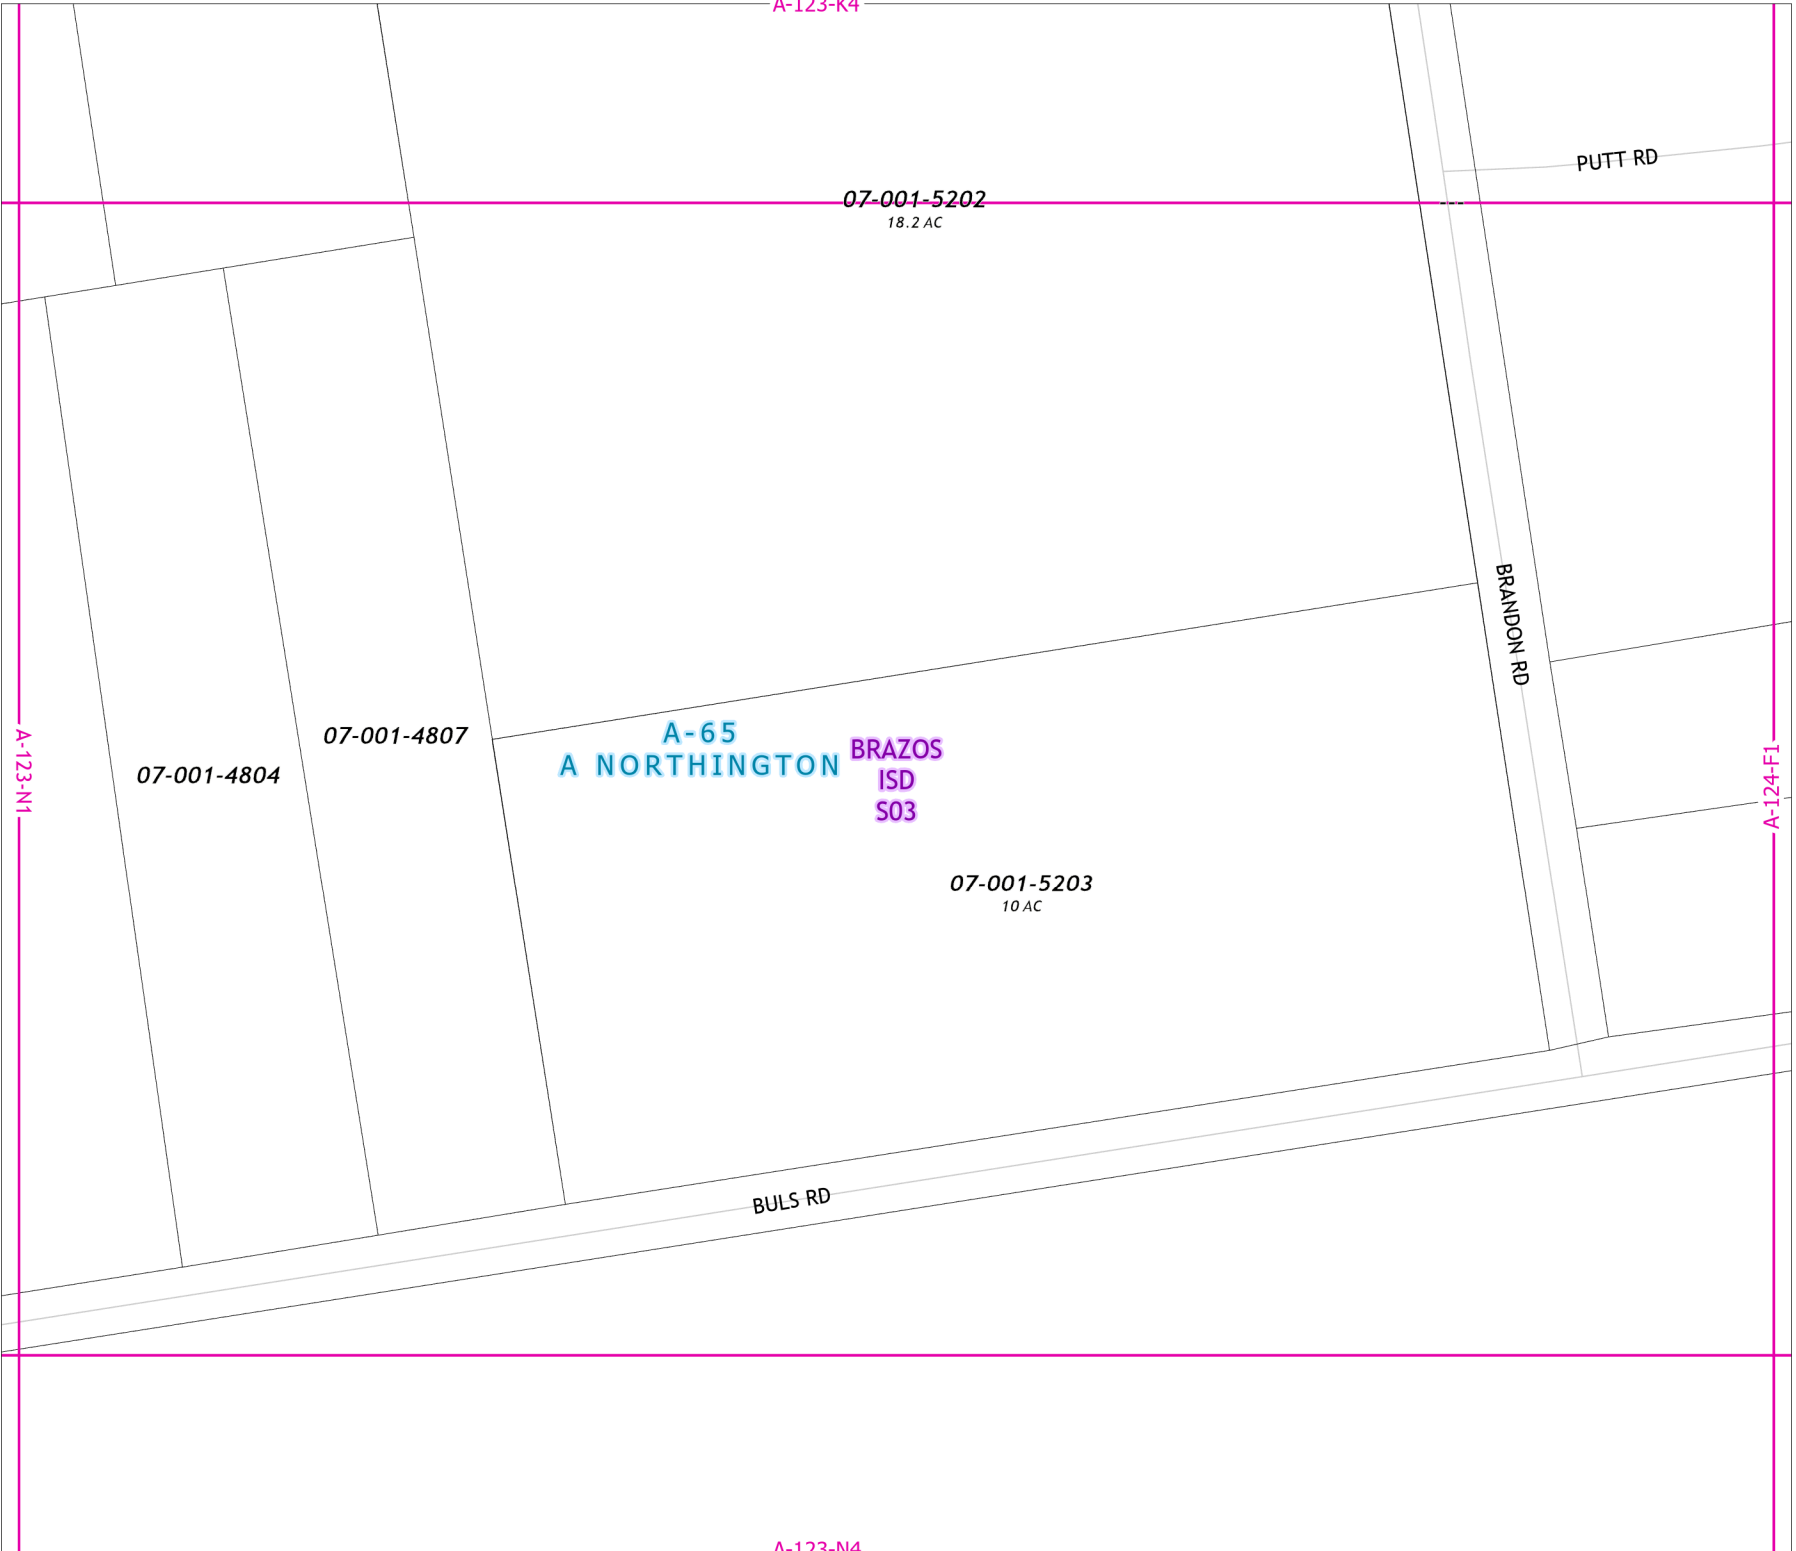 A-123-K4
PUTT RD
07-001-5202
18.2 AC
BRANDON RD
A-65
A NORTHINGTON
BRAZOS
ISD
S03
07-001-4807
07-001-4804
A-123-N1
A-124-F1
07-001-5203
10 AC
BULS RD
A-123-N4